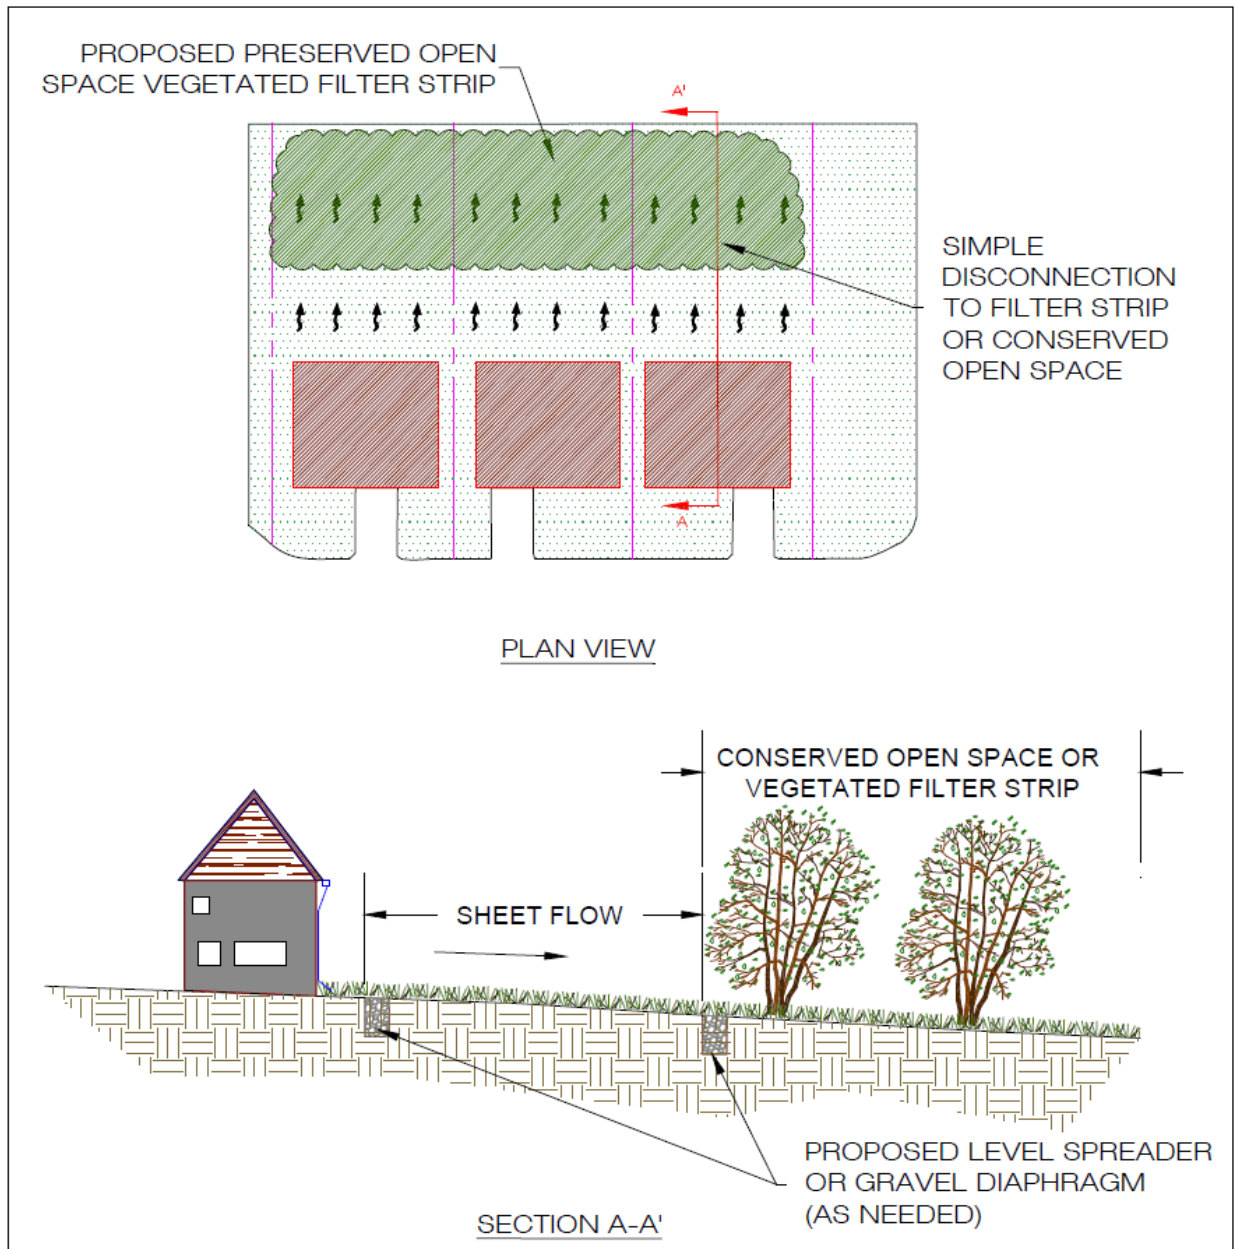 PROPOSED PRESERVED OPEN
SPACE VEGETATED FILTER STRIP
A'
SIMPLE
DISCONNECTION
TO FILTER STRIP
OR CONSERVED
OPEN SPACE
A
PLAN VIEW
CONSERVED OPEN SPACE OR
VEGETATED FILTER STRIP
SHEET FLOW
PROPOSED LEVEL SPREADER
OR GRAVEL DIAPHRAGM
(AS NEEDED)
SECTION A-A'